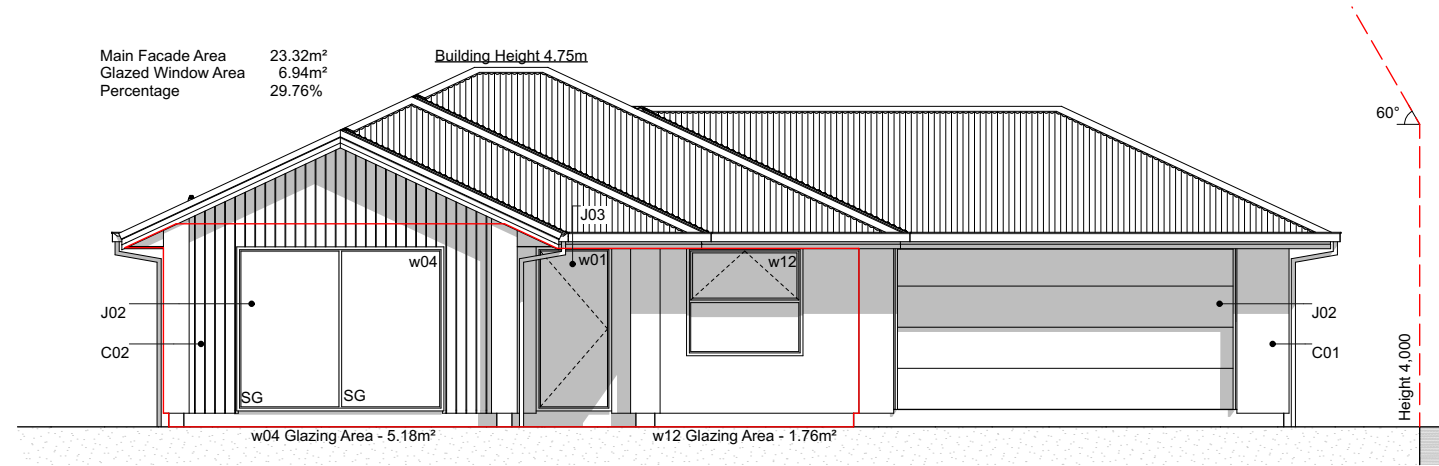 Main Facade Area 23.32m²
Glazed Window Area 6.94m²
Percentage 29.76%
Building Height 4.75m
60°
J03
w04
w01
w12
J02
J02
C02
C01
SG
SG
Height 4,000
w04 Glazing Area - 5.18m²
w12 Glazing Area - 1.76m²